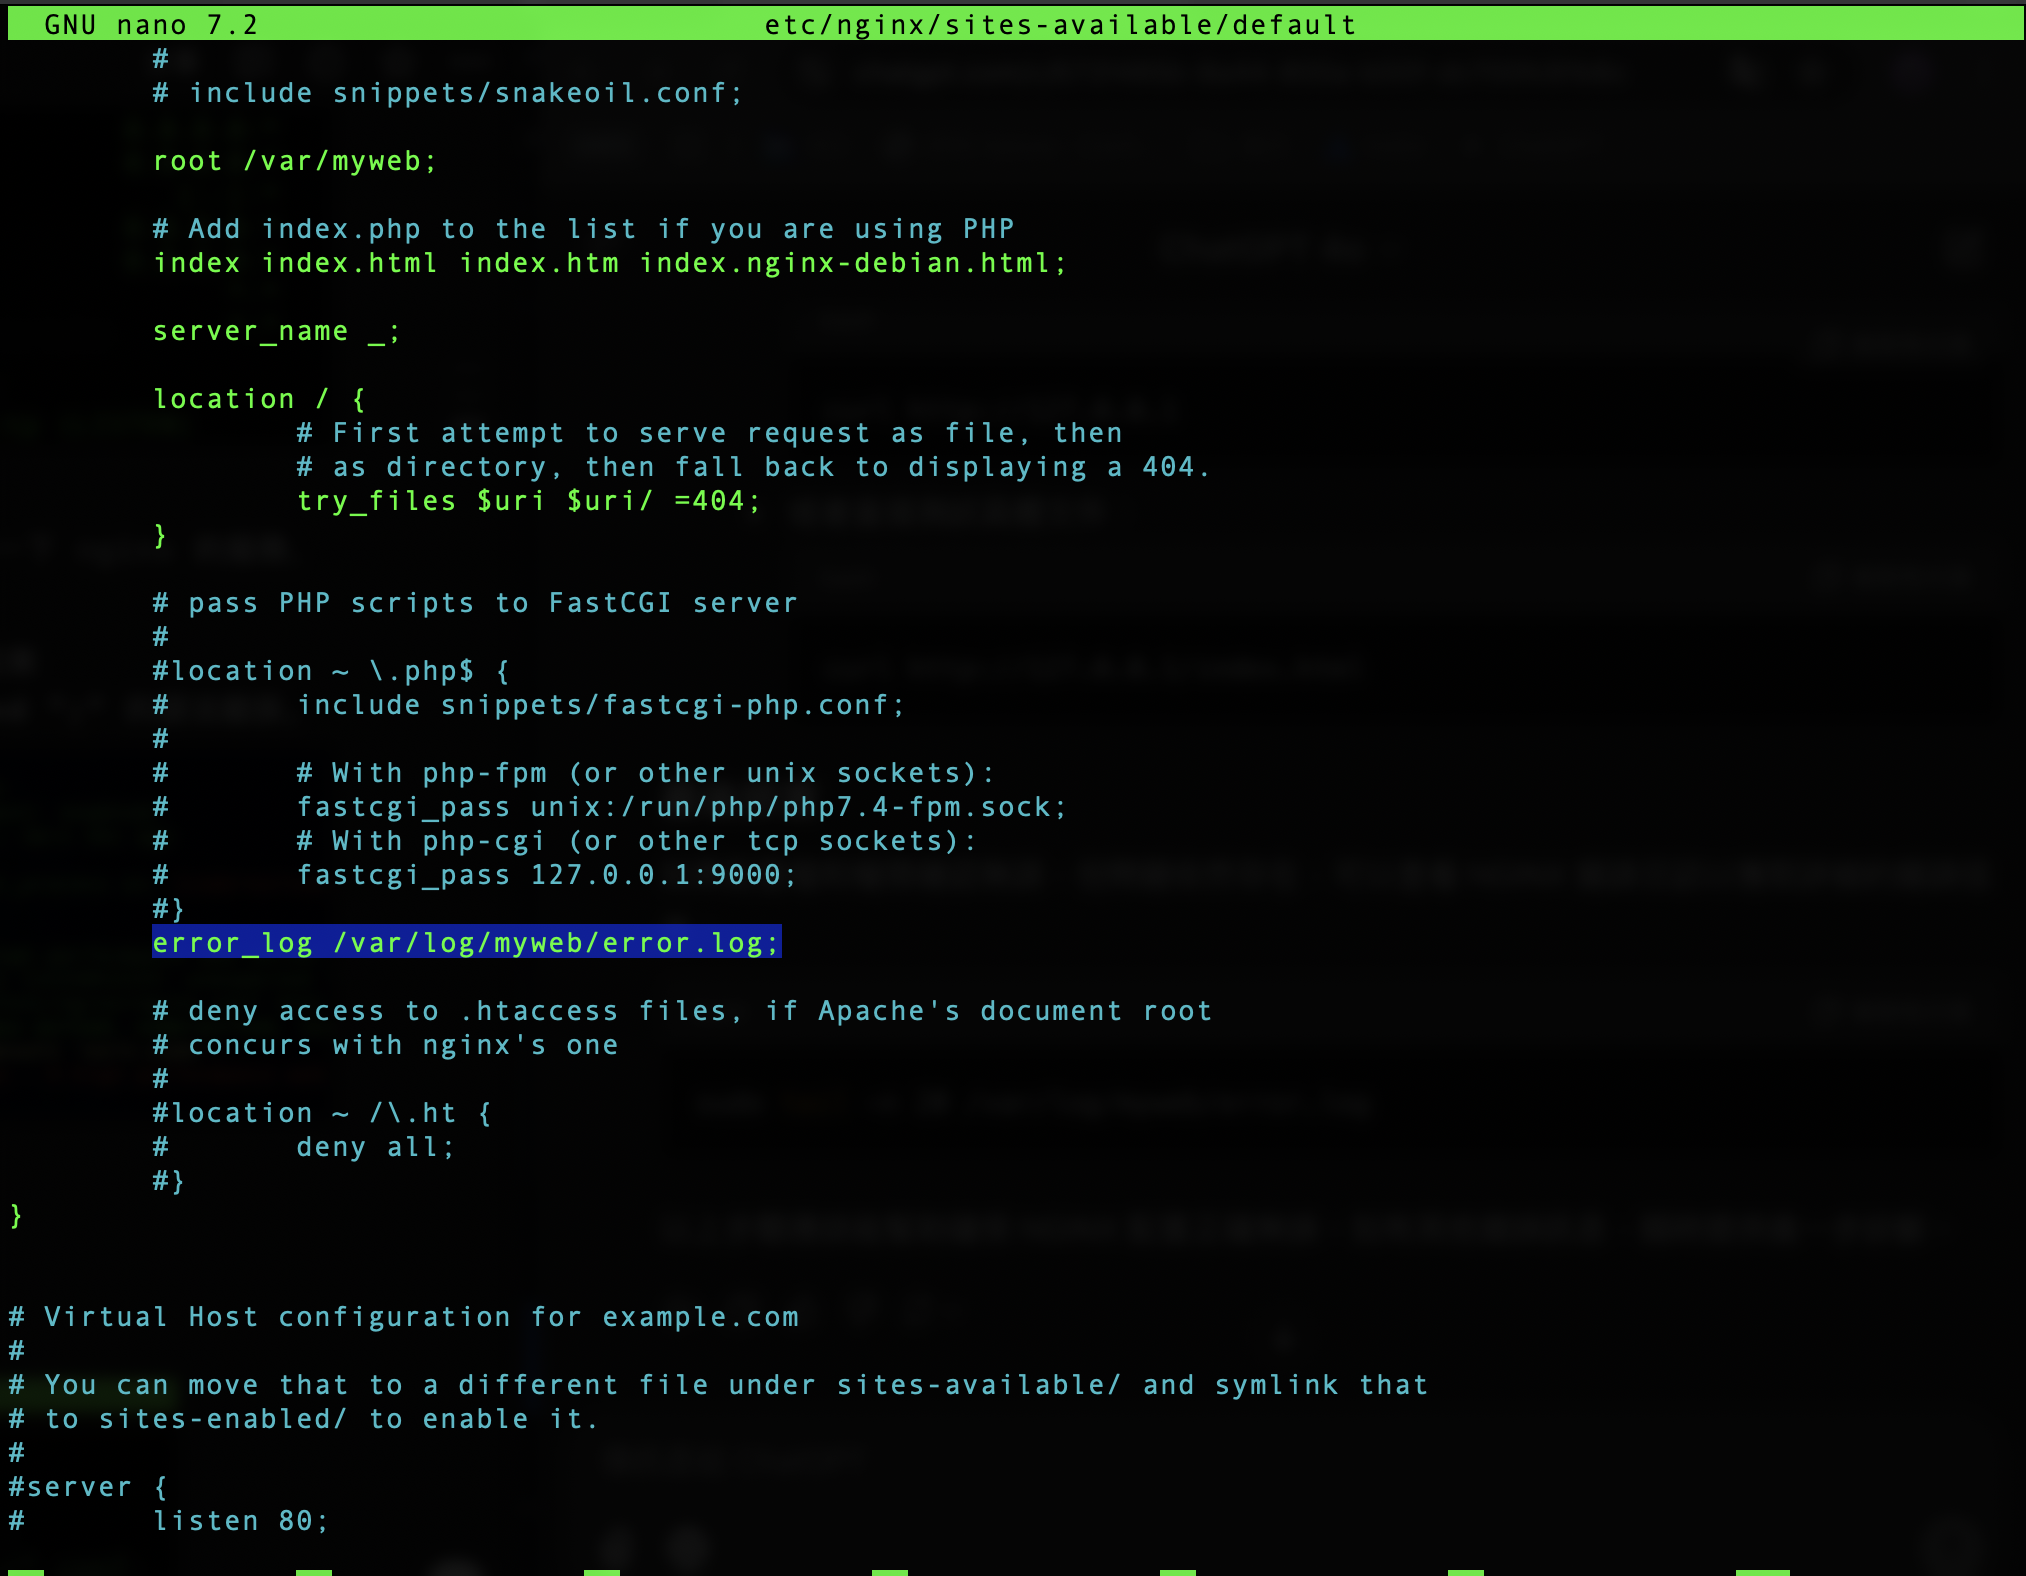 GNU nano 7.2 etc/nginx/sites-available/default
#
# include snippets/snakeoil.conf;
root /var/myweb;
# Add index.php to the list if you are using PHP
index index.html index.htm index.nginx-debian.html;
server_name _;
location / {
# First attempt to serve request as file, then
# as directory, then fall back to displaying a 404.
try_files $uri $uri/ =404;
}
# pass PHP scripts to FastCGI server
#
#location ~ \.php$ {
# include snippets/fastcgi-php.conf;
#
# # With php-fpm (or other unix sockets):
# fastcgi_pass unix:/run/php/php7.4-fpm.sock;
# # With php-cgi (or other tcp sockets):
# fastcgi_pass 127.0.0.1:9000;
#}
error_log /var/log/myweb/error.log;
# deny access to .htaccess files, if Apache's document root
# concurs with nginx's one
#
#location ~ /\.ht {
# deny all;
#}
}
# Virtual Host configuration for example.com
#
# You can move that to a different file under sites-available/ and symlink that
# to sites-enabled/ to enable it.
#
#server {
# listen 80;